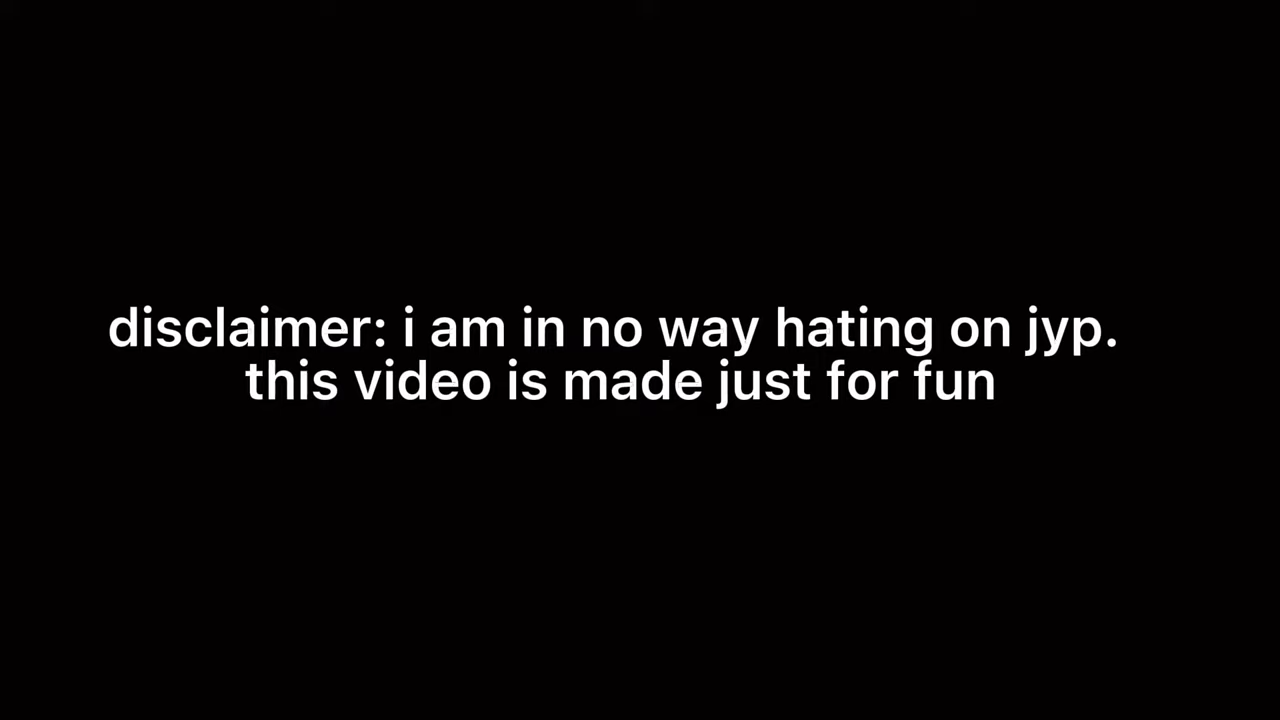 disclaimer: i am in no way hating on jyp.
this video is made just for fun